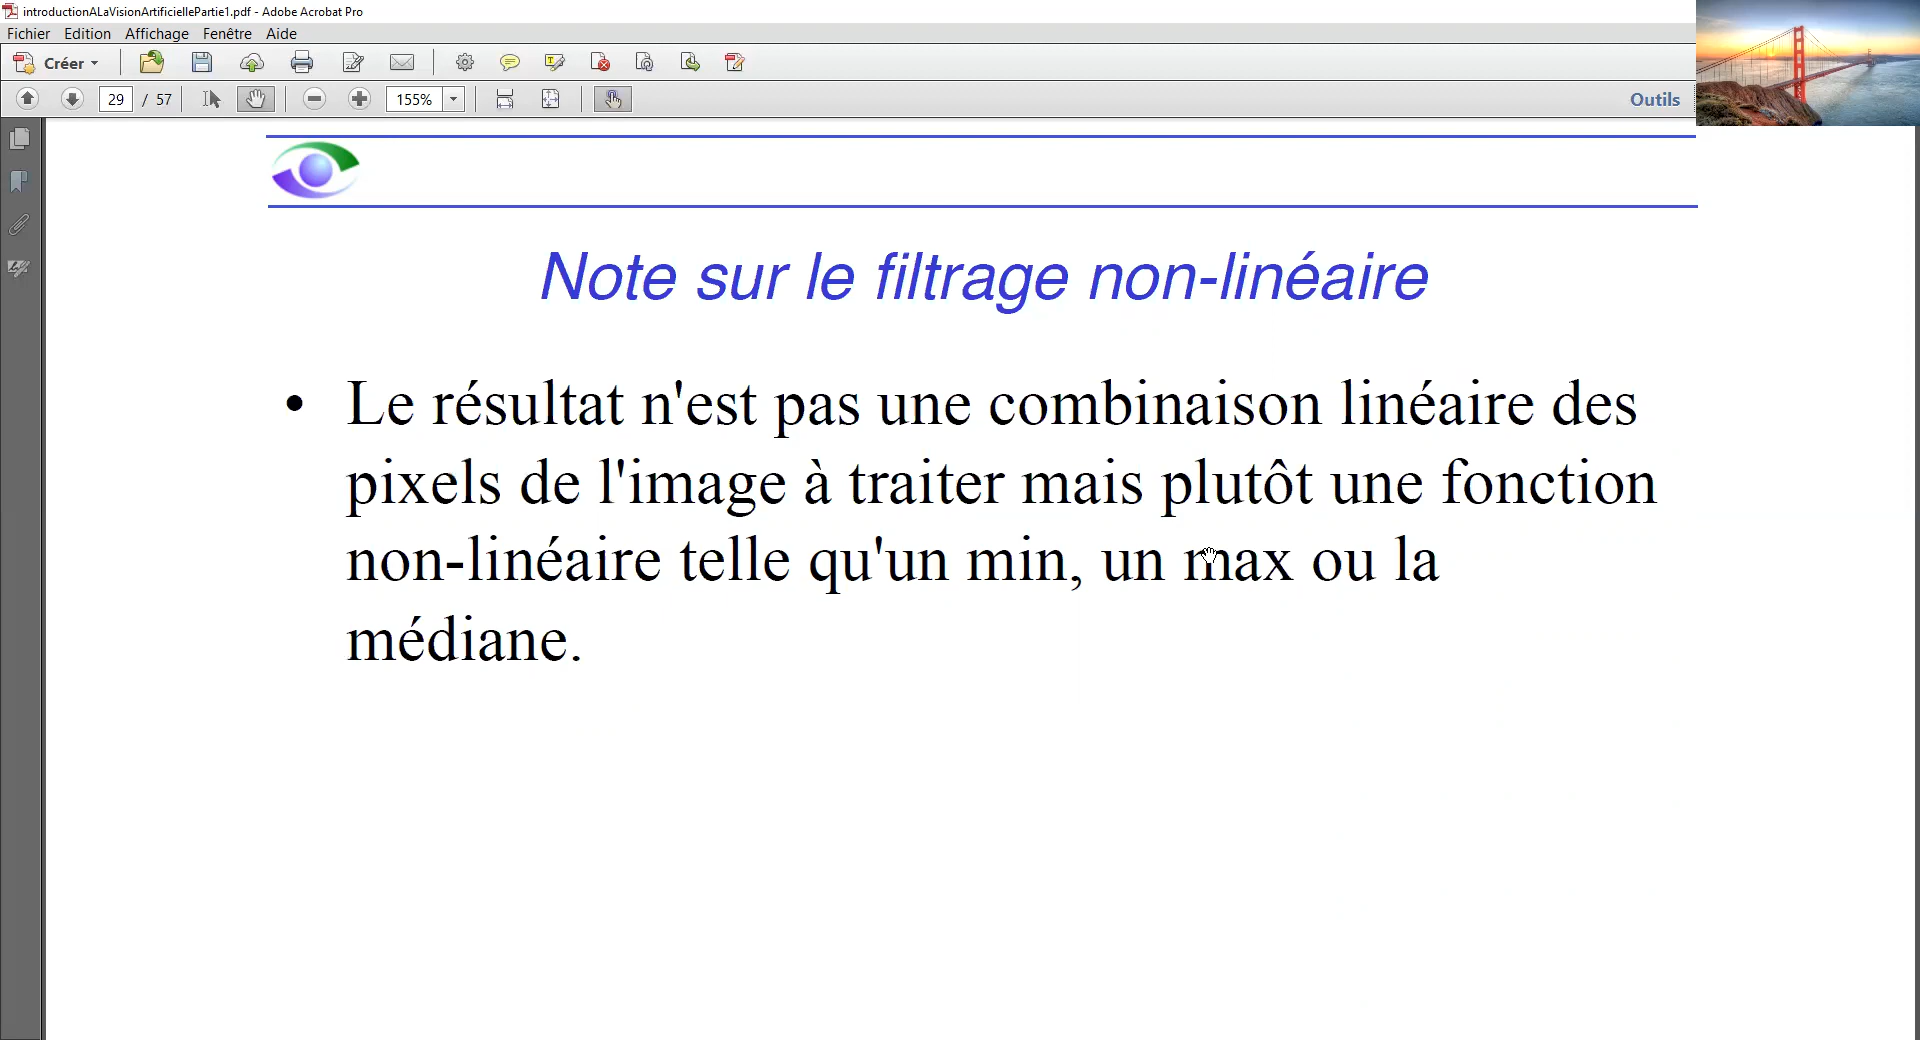 introductionALaVisionArtificiellePartie1.pdf - Adobe Acrobat Pro
Fichier Edition Affichage Fenêtre Aide
Créer
29 / 57 155% Outils
Note sur le filtrage non-linéaire
• Le résultat n'est pas une combinaison linéaire des
pixels de l'image à traiter mais plutôt une fonction
non-linéaire telle qu'un min, un max ou la
médiane.